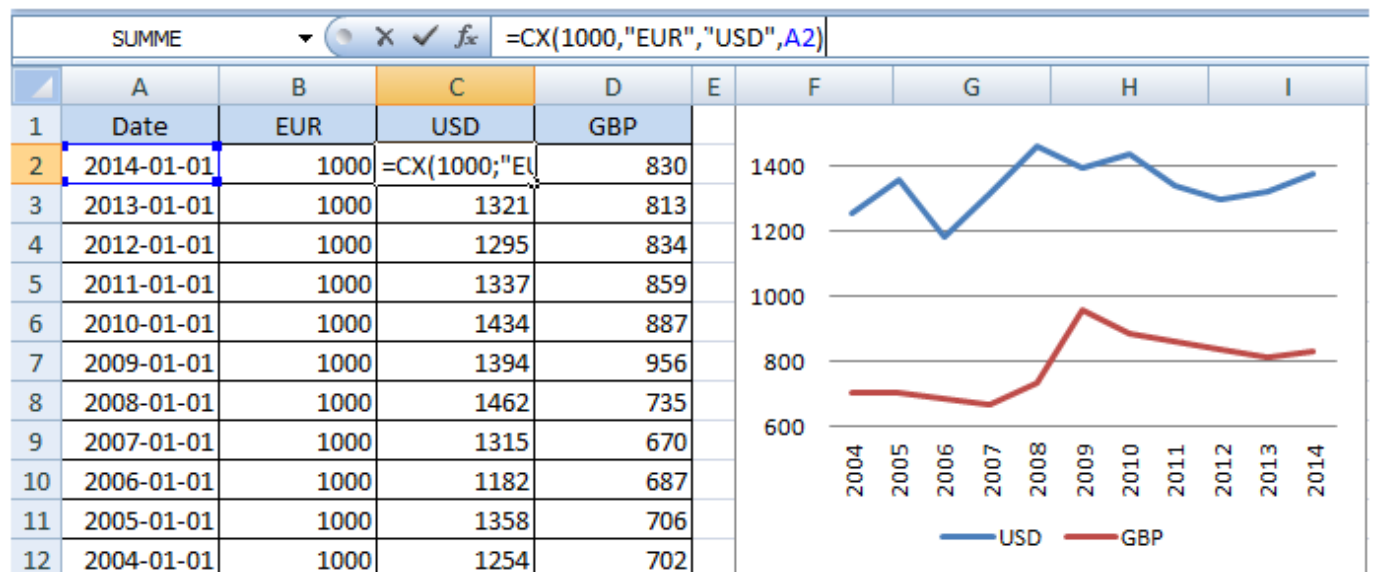 SUMME fx =CX(1000,"EUR","USD",A2)
A B C D E F G H I
1 Date EUR USD GBP
2 2014-01-01 1000 =CX(1000;"EU 830
3 2013-01-01 1000 1321 813
4 2012-01-01 1000 1295 834
5 2011-01-01 1000 1337 859
6 2010-01-01 1000 1434 887
7 2009-01-01 1000 1394 956
8 2008-01-01 1000 1462 735
9 2007-01-01 1000 1315 670
10 2006-01-01 1000 1182 687
11 2005-01-01 1000 1358 706
12 2004-01-01 1000 1254 702
1400
1200
1000
800
600
2004 2005 2006 2007 2008 2009 2010 2011 2012 2013 2014
USD GBP